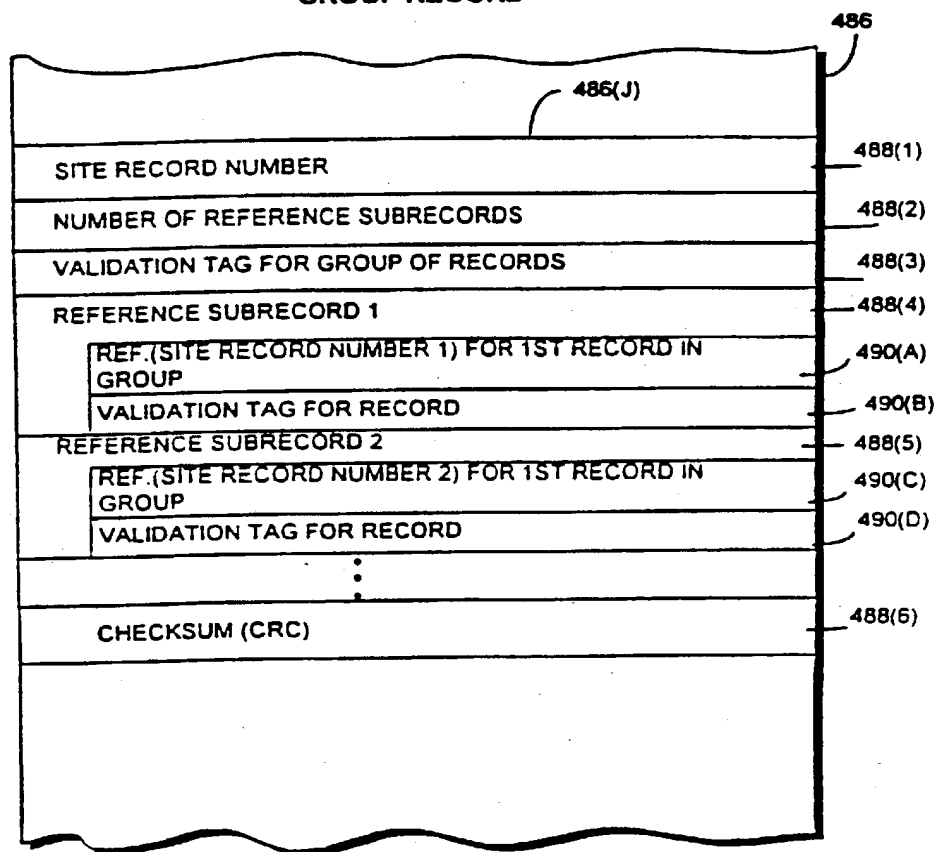 GROUP RECORD
486
486(J)
SITE RECORD NUMBER 488(1)
NUMBER OF REFERENCE SUBRECORDS 488(2)
VALIDATION TAG FOR GROUP OF RECORDS 488(3)
REFERENCE SUBRECORD 1 488(4)
REF.(SITE RECORD NUMBER 1) FOR 1ST RECORD IN
GROUP 490(A)
VALIDATION TAG FOR RECORD 490(B)
REFERENCE SUBRECORD 2 488(5)
REF.(SITE RECORD NUMBER 2) FOR 1ST RECORD IN
GROUP 490(C)
VALIDATION TAG FOR RECORD 490(D)
CHECKSUM (CRC) 488(6)